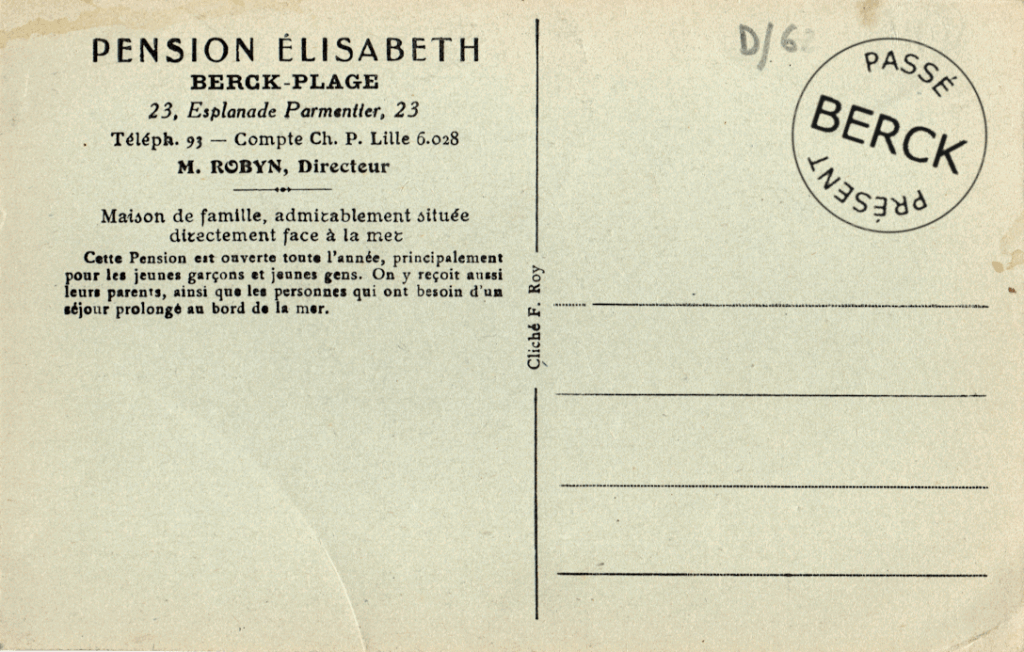 PENSION ÉLISABETH
BERCK-PLAGE
23, Esplanade Parmentier, 23
Téléph. 93 — Compte Ch. P. Lille 6.028
M. ROBYN, Directeur
Maison de famille, admirablement située
directement face à la mer
Cette Pension est ouverte toute l'année, principalement
pour les jeunes garçons et jeunes gens. On y reçoit aussi
leurs parents, ainsi que les personnes qui ont besoin d'un
séjour prolongé au bord de la mer.
Cliché F. Roy
D/62
PASSÉ
BERCK
PRÉSENT